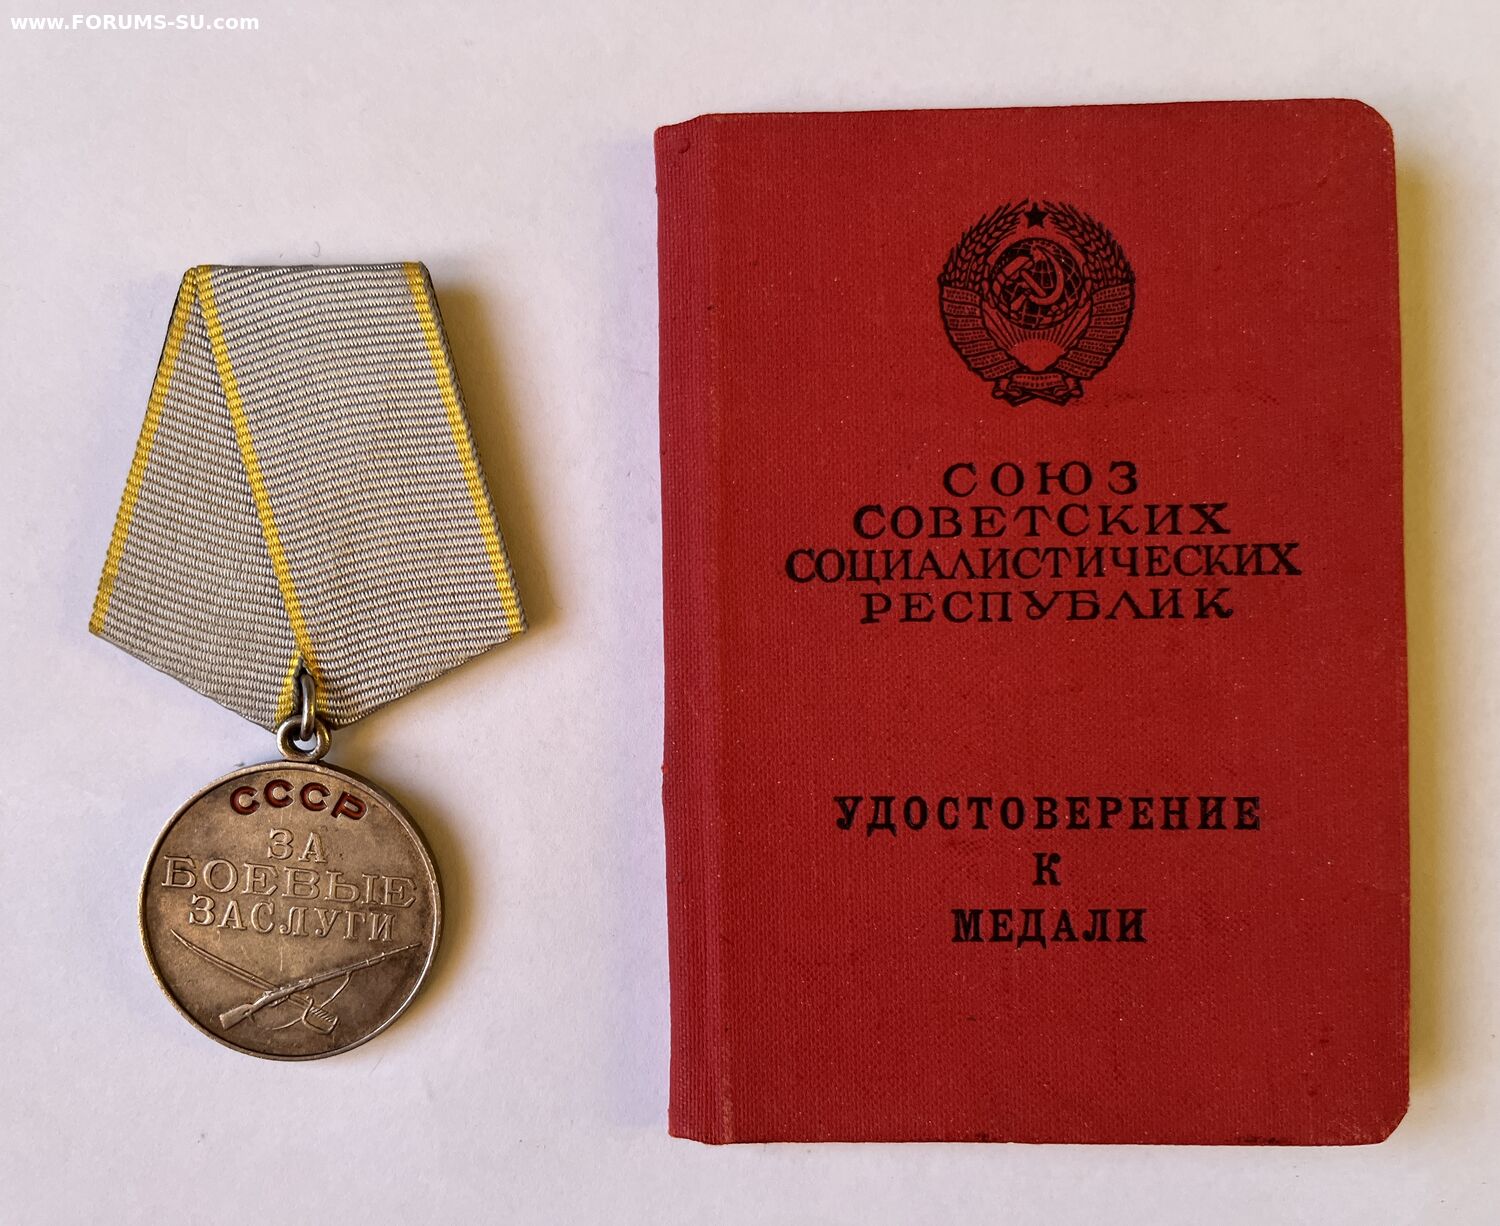 www.FORUMS-SU.com
СССР
ЗА
БОЕВЫЕ
ЗАСЛУГИ
СОЮЗ
СОВЕТСКИХ
СОЦИАЛИСТИЧЕСКИХ
РЕСПУБЛИК
УДОСТОВЕРЕНИЕ
К
МЕДАЛИ